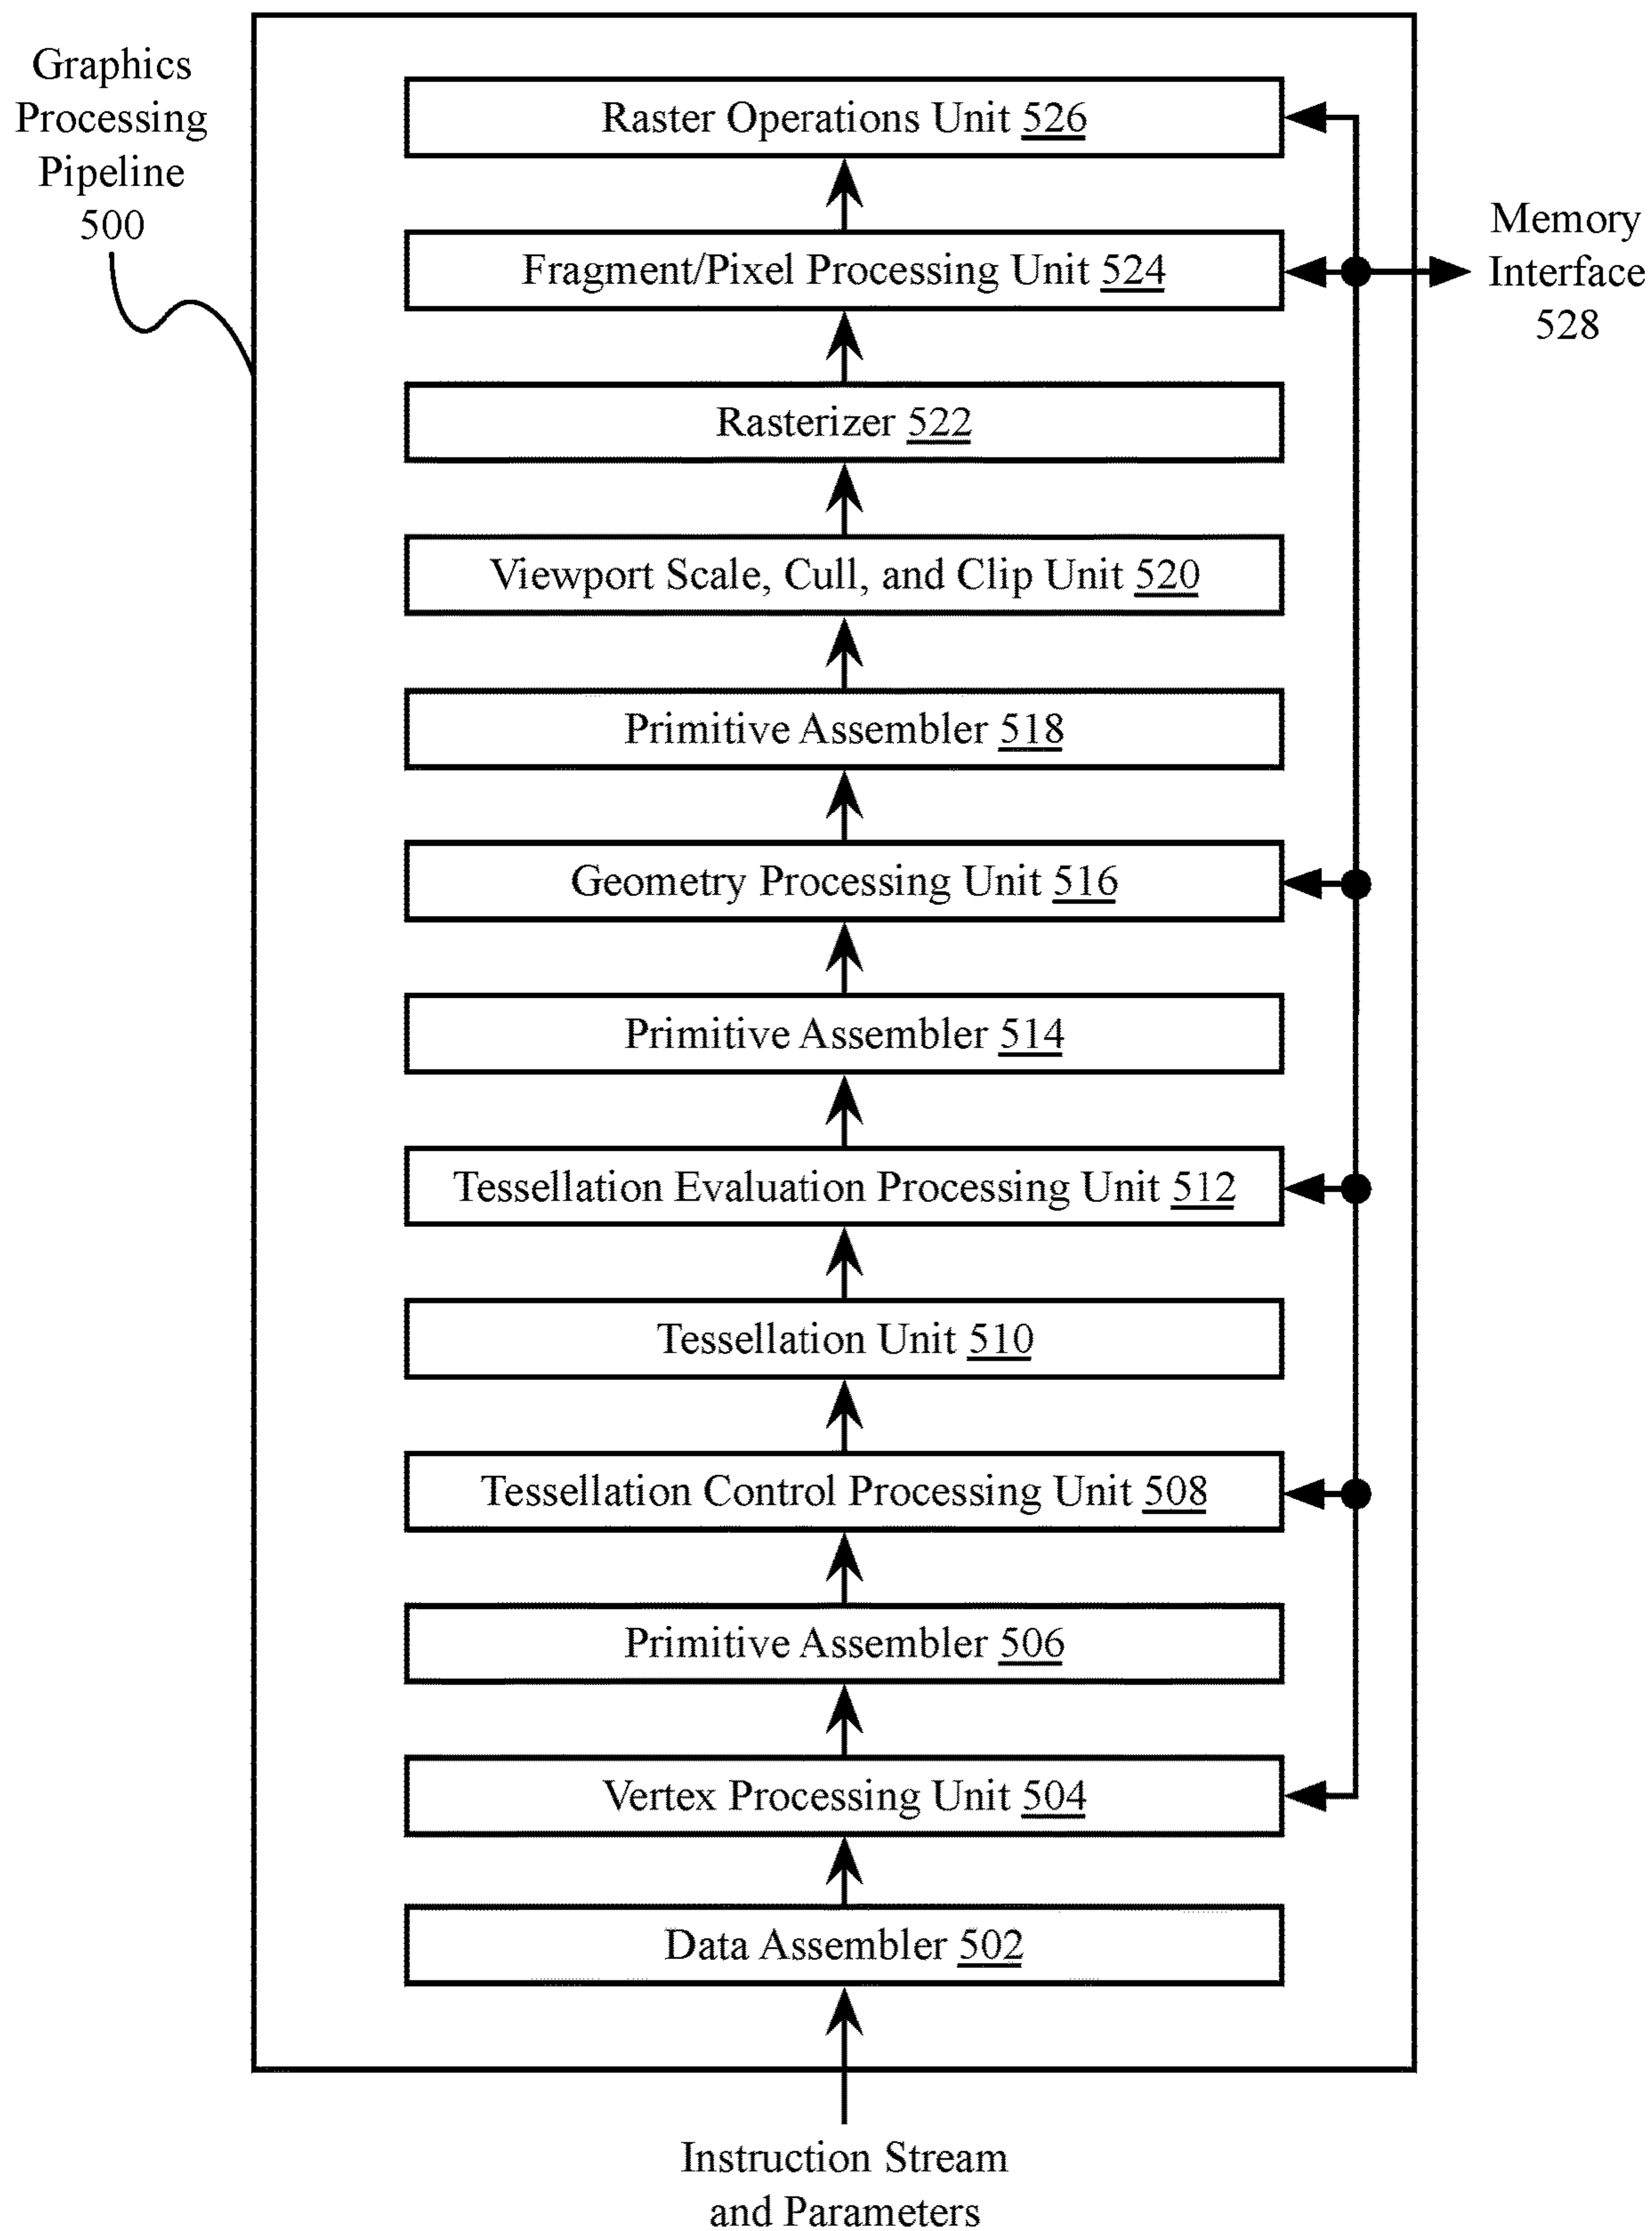 Graphics
Processing
Pipeline
500
Raster Operations Unit 526
Fragment/Pixel Processing Unit 524
Memory
Interface
528
Rasterizer 522
Viewport Scale, Cull, and Clip Unit 520
Primitive Assembler 518
Geometry Processing Unit 516
Primitive Assembler 514
Tessellation Evaluation Processing Unit 512
Tessellation Unit 510
Tessellation Control Processing Unit 508
Primitive Assembler 506
Vertex Processing Unit 504
Data Assembler 502
Instruction Stream
and Parameters